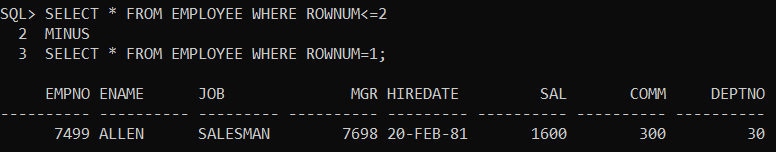 SQL> SELECT * FROM EMPLOYEE WHERE ROWNUM<=2
  2  MINUS
  3  SELECT * FROM EMPLOYEE WHERE ROWNUM=1;
     EMPNO ENAME      JOB              MGR HIREDATE         SAL       COMM     DEPTNO
---------- ---------- --------- ---------- --------- ---------- ---------- ----------
      7499 ALLEN      SALESMAN        7698 20-FEB-81       1600        300         30